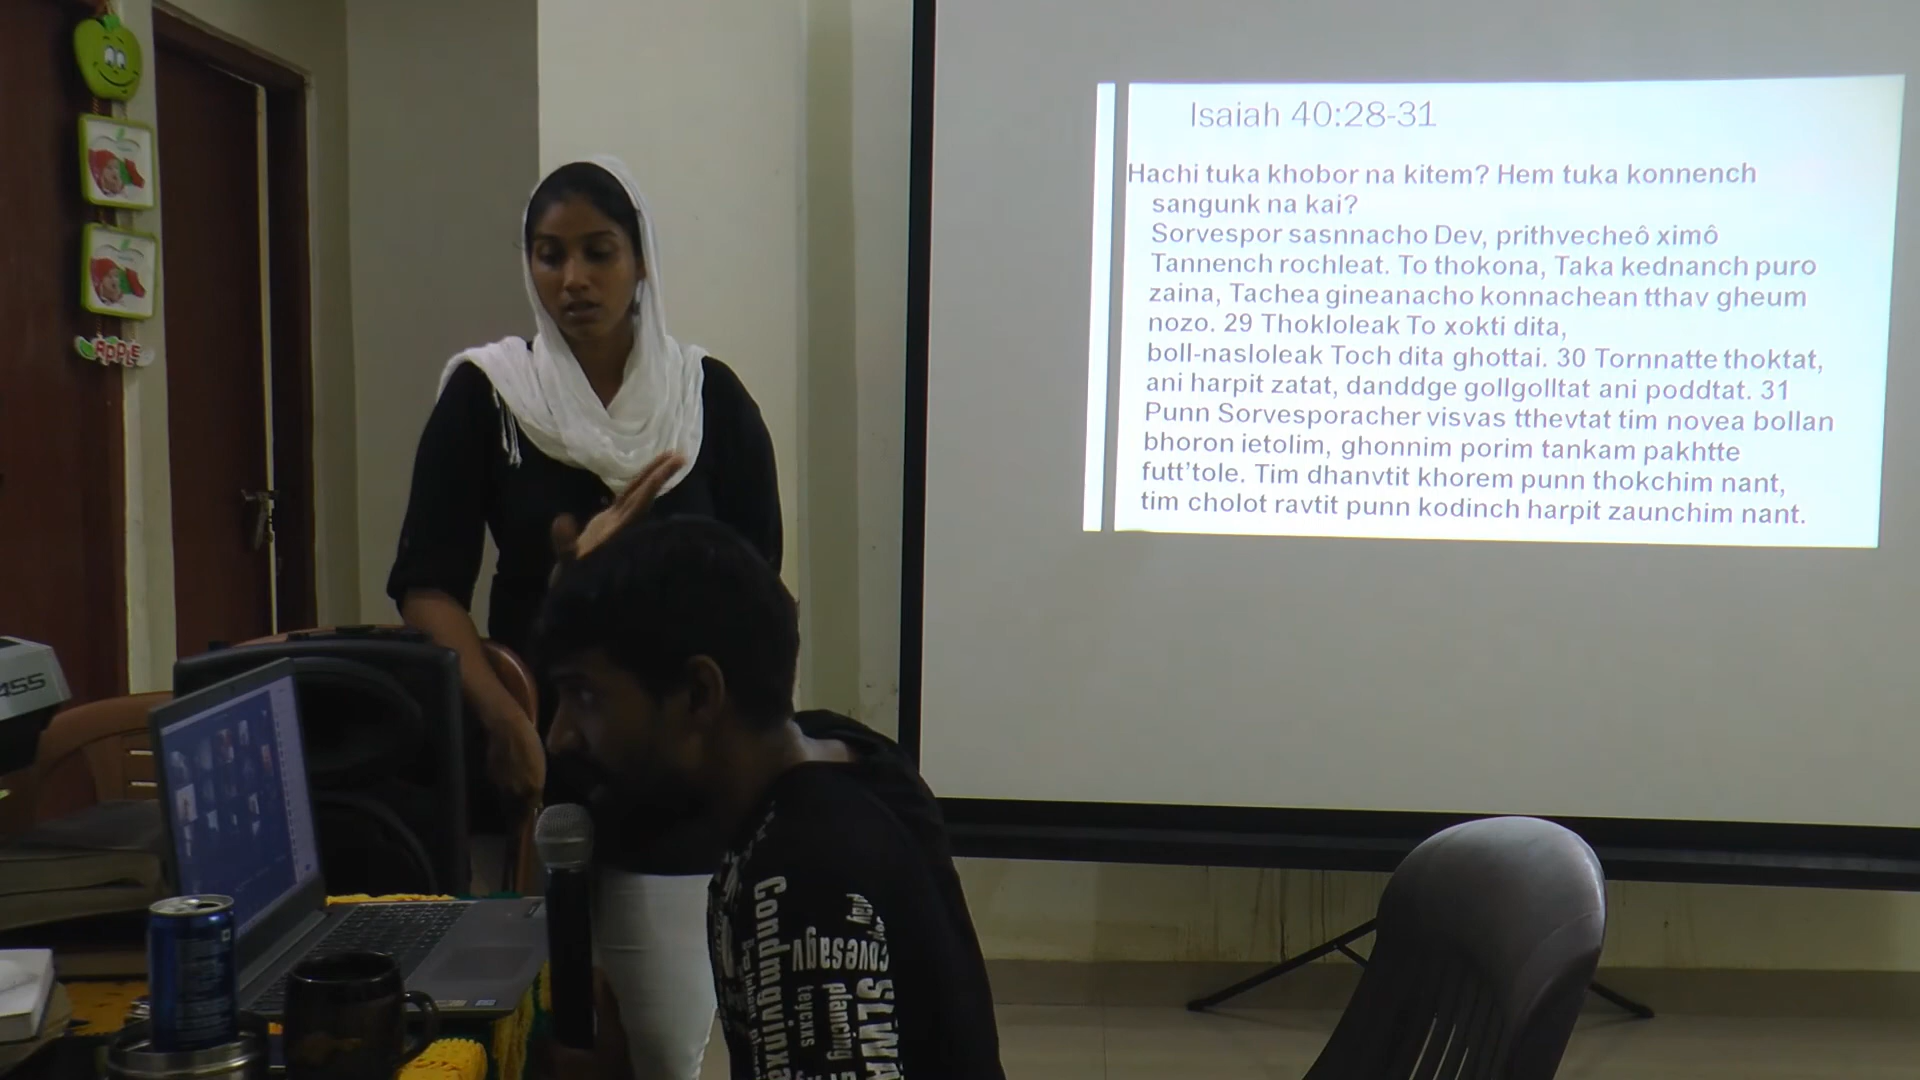 Isaiah 40:28-31
Hachi tuka khobor na kitem? Hem tuka konnench
sangunk na kai?
Sorvespor sasnnacho Dev, prithvecheô ximô
Tannench rochleat. To thokona, Taka kednanch puro
zaina, Tachea gineanacho konnachean tthav gheum
nozo. 29 Thokloleak To xokti dita,
boll-nasloleak Toch dita ghottai. 30 Tornnatte thoktat,
ani harpit zatat, danddge gollgolltat ani poddtat. 31
Punn Sorvesporacher visvas tthevtat tim novea bollan
bhoron ietolim, ghonnim porim tankam pakhtte
futt'tole. Tim dhanvtit khorem punn thokchim nant,
tim cholot ravtit punn kodinch harpit zaunchim nant.
APPLE
455